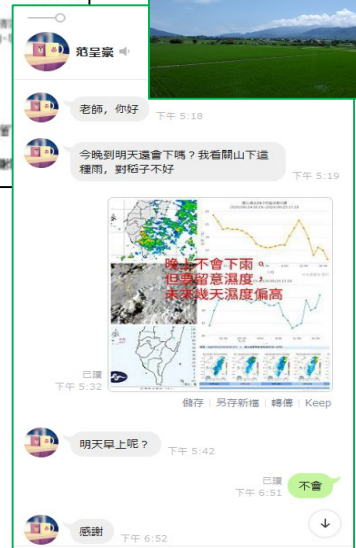 范呈豪
老師，你好
下午 5:18
今晚到明天還會下嗎？我看關山下這
種雨，對稻子不好
下午 5:19
晚上不會下雨。
但要留意濕度，
未來幾天濕度偏高
已讀
下午 5:32
儲存 | 另存新檔 | 轉傳 | Keep
明天早上呢？
下午 5:42
已讀
下午 6:51
不會
感謝
下午 6:52